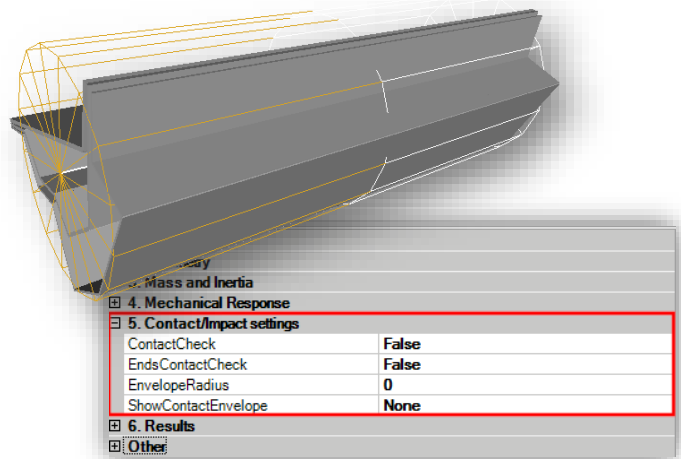 3. Mass and Inertia
4. Mechanical Response
5. Contact/Impact settings
ContactCheck False
EndsContactCheck False
EnvelopeRadius 0
ShowContactEnvelope None
6. Results
Other